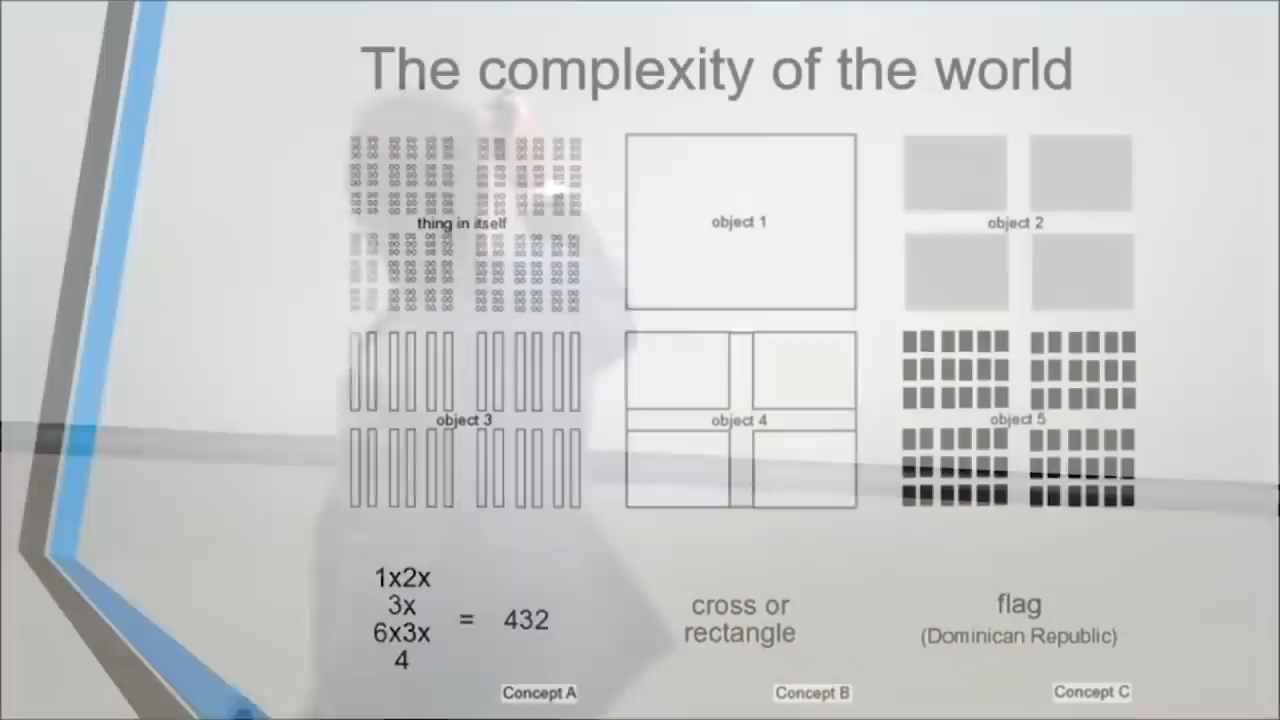 The complexity of the world
thing in itself
object 1
object 2
object 3
object 4
object 5
1x2x
3x
6x3x
4
= 432
cross or
rectangle
flag
(Dominican Republic)
Concept A
Concept B
Concept C